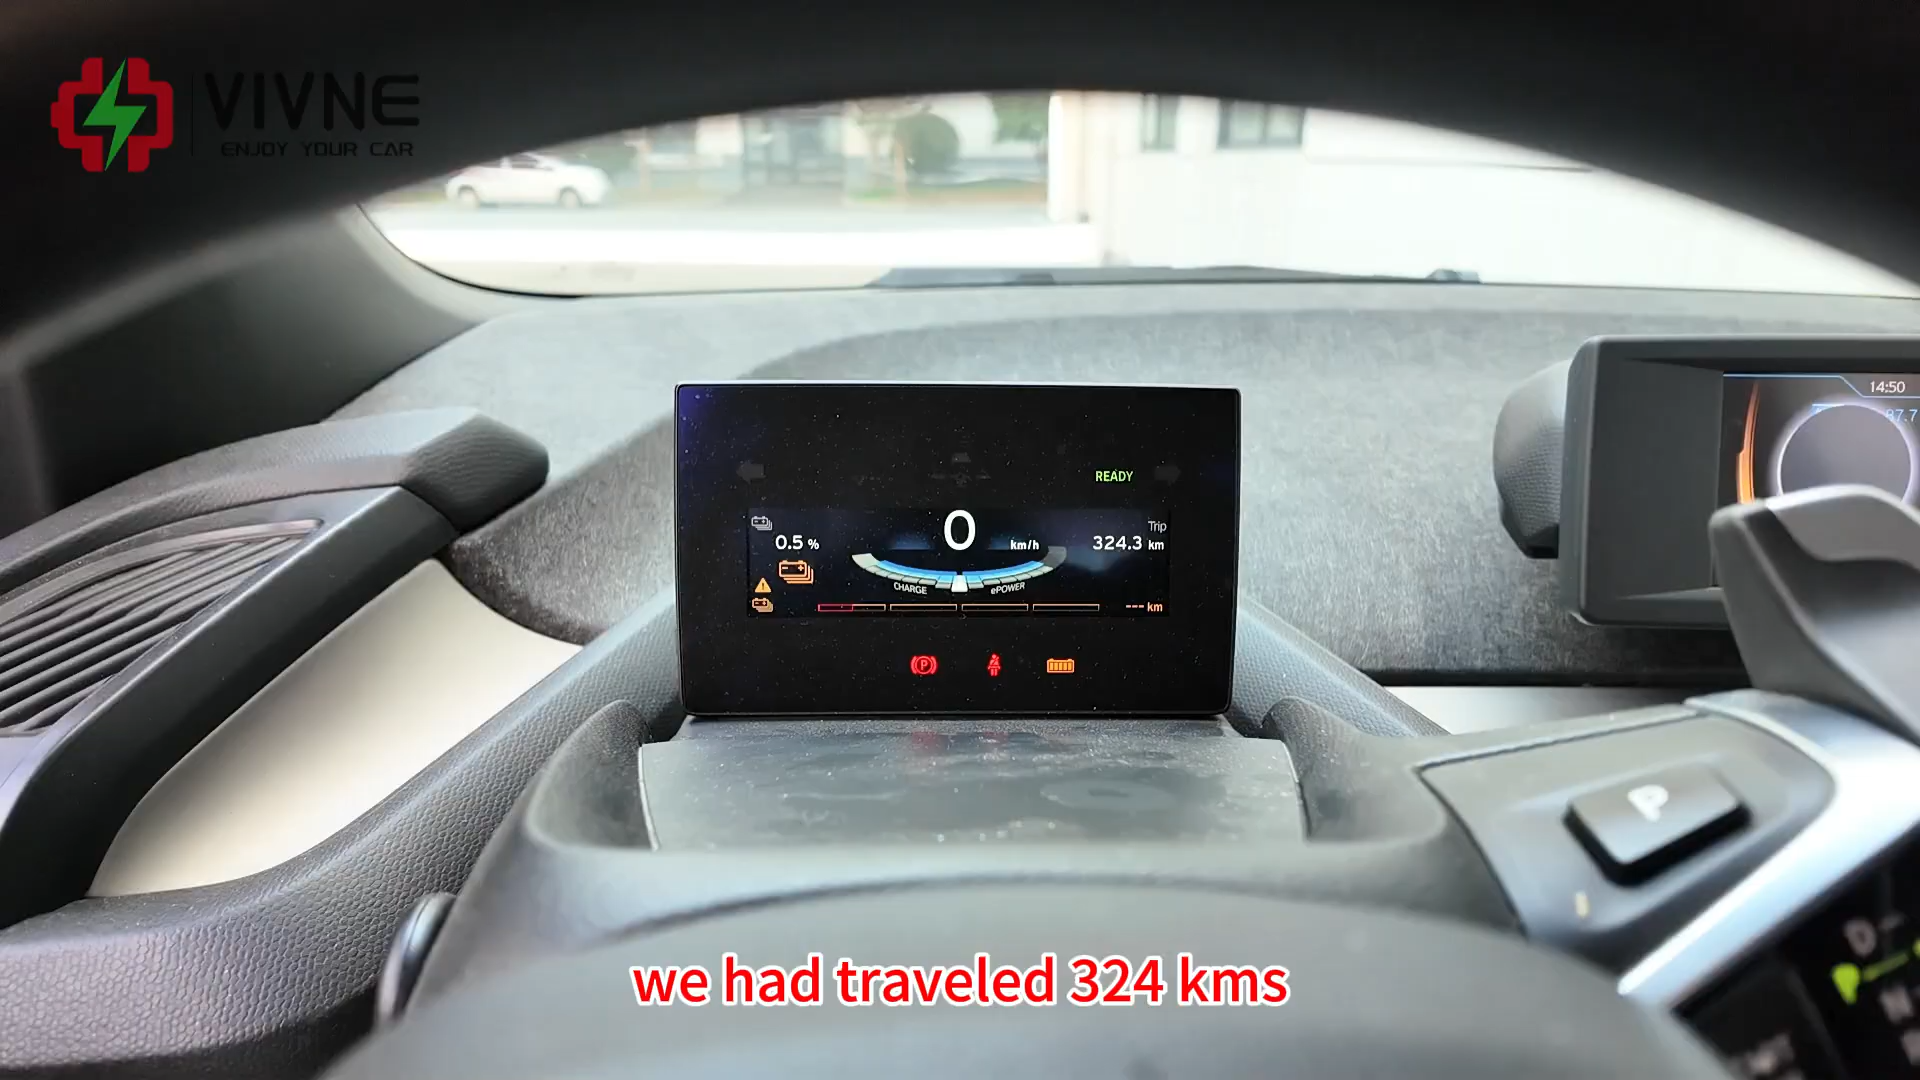 VIVNE
ENJOY YOUR CAR
14:50
87.7
READY
0.5 %
0
km/h
Trip
324.3 km
CHARGE
ePOWER
--- km
P
P
D
N
we had traveled 324 kms